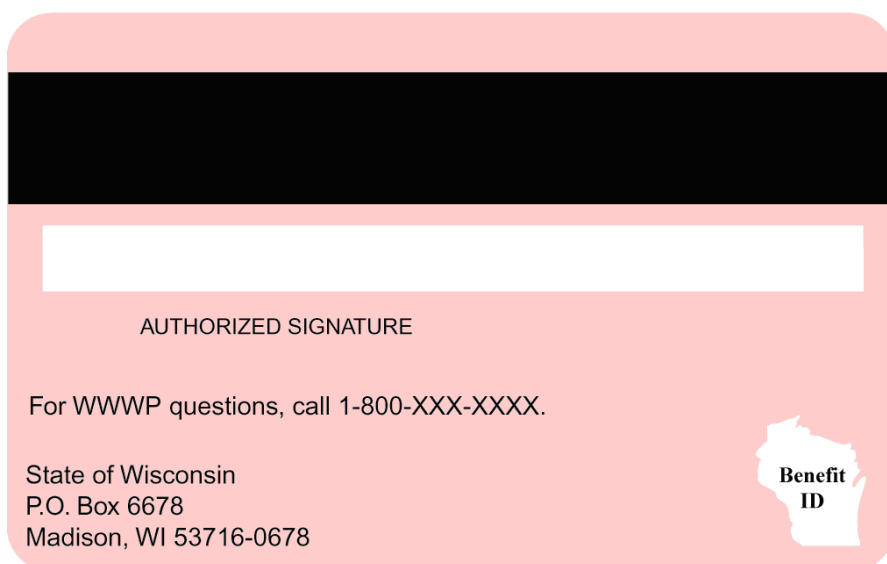 AUTHORIZED SIGNATURE
For WWWP questions, call 1-800-XXX-XXXX.
State of Wisconsin
P.O. Box 6678
Madison, WI 53716-0678
Benefit
ID